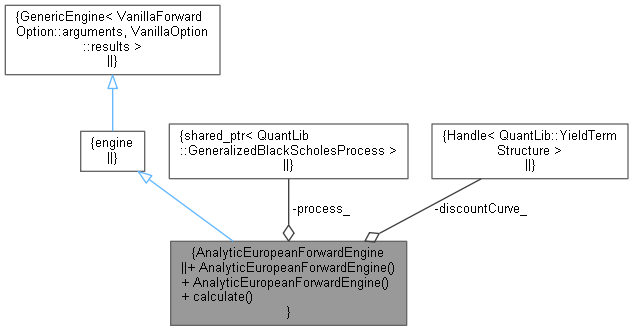 {GenericEngine< VanillaForward
Option::arguments, VanillaOption
::results >
||}
{engine
||}
{shared_ptr< QuantLib
::GeneralizedBlackScholesProcess >
||}
{Handle< QuantLib::YieldTerm
Structure >
||}
-process_
-discountCurve_
{AnalyticEuropeanForwardEngine
||+ AnalyticEuropeanForwardEngine()
+ AnalyticEuropeanForwardEngine()
+ calculate()
}